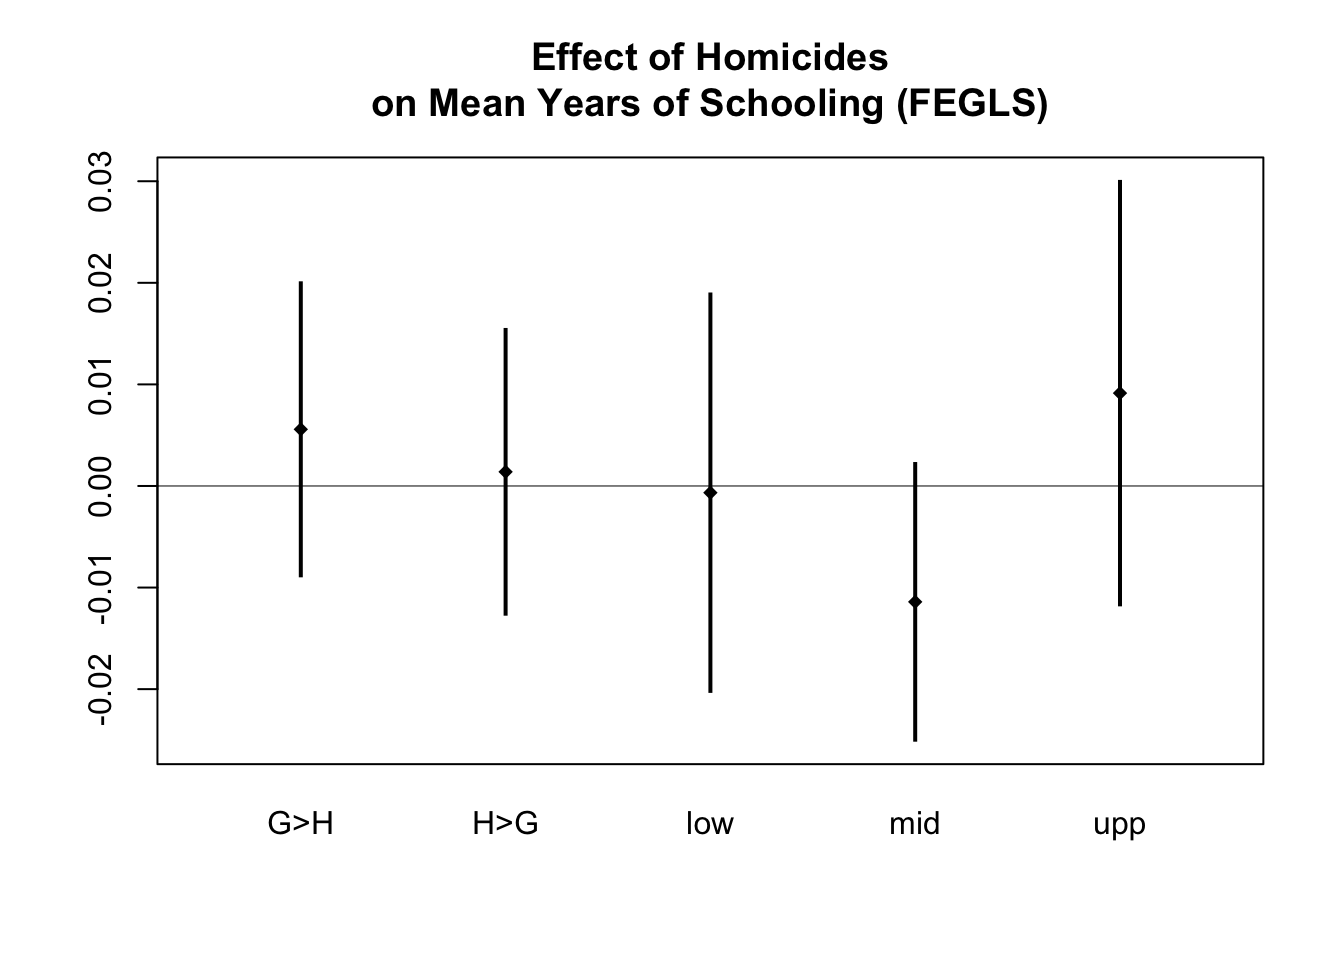 Effect of Homicides
on Mean Years of Schooling (FEGLS)
0.03
0.02
0.01
0.00
-0.01
-0.02
G>H H>G low mid upp